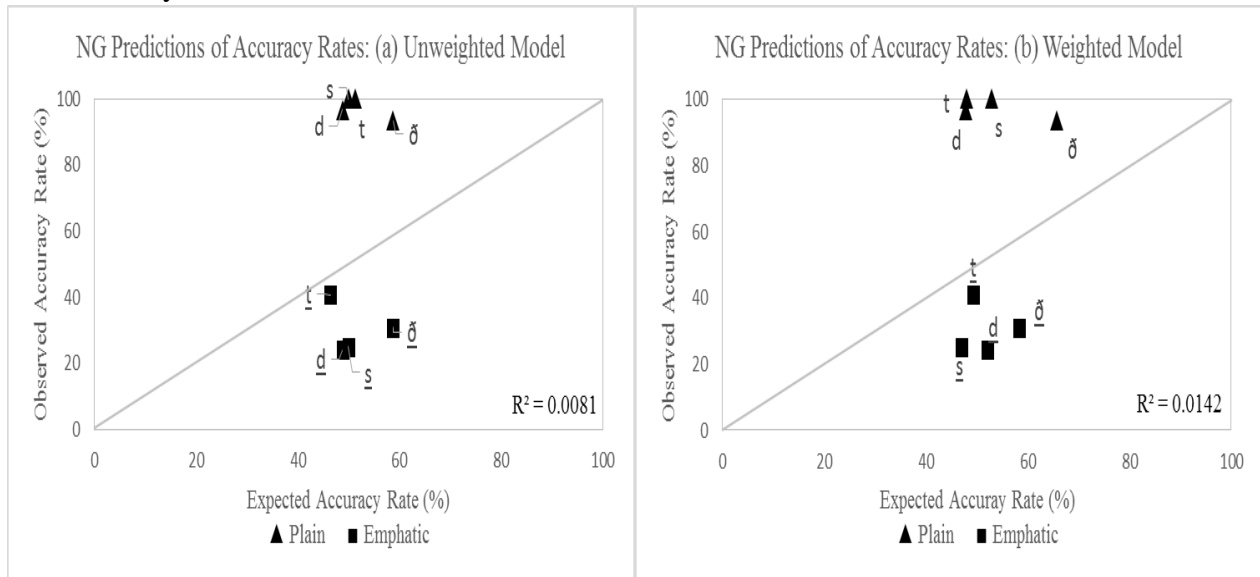 NG Predictions of Accuracy Rates: (a) Unweighted Model
Observed Accuracy Rate (%)
100
80
60
40
20
0
s
d
t
ð
t̲
ð̲
d̲
s̲
R² = 0.0081
0 20 40 60 80 100
Expected Accuracy Rate (%)
Plain Emphatic
NG Predictions of Accuracy Rates: (b) Weighted Model
Observed Accuracy Rate (%)
100
80
60
40
20
0
t
d
s
ð
t̲
ð̲
d̲
s̲
R² = 0.0142
0 20 40 60 80 100
Expected Accuray Rate (%)
Plain Emphatic